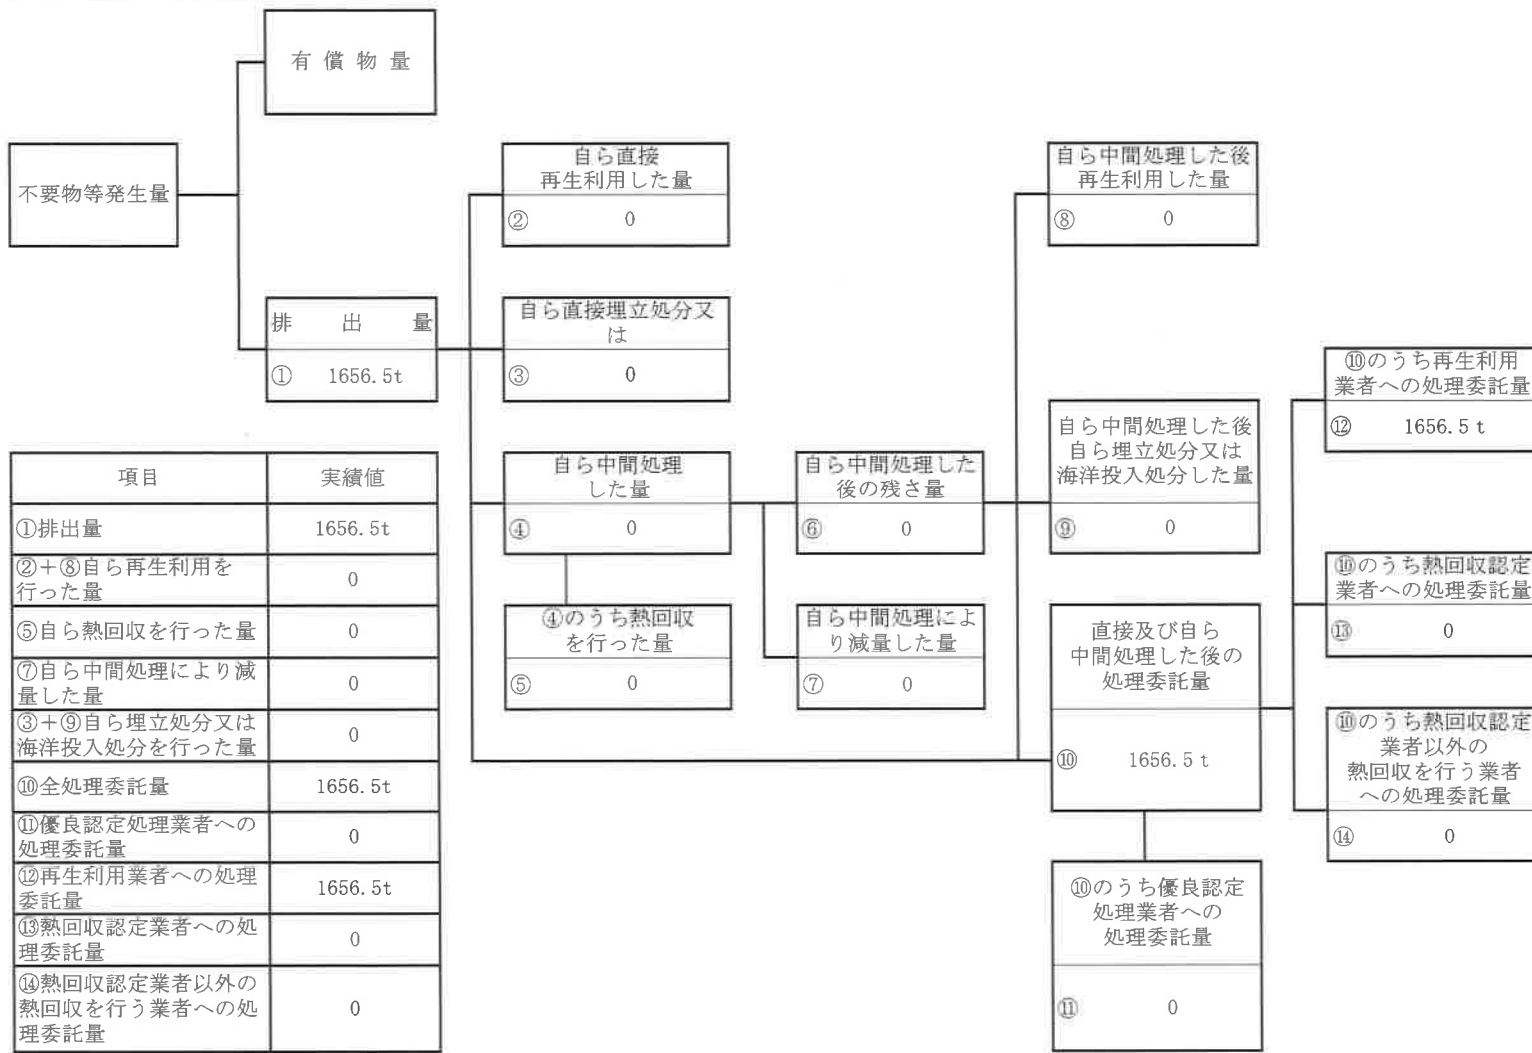 有償物量
不要物等発生量
排出量
① 1656.5t
自ら直接
再生利用した量
② 0
自ら直接埋立処分又
は
③ 0
自ら中間処理
した量
④ 0
④のうち熱回収
を行った量
⑤ 0
自ら中間処理した
後の残さ量
⑥ 0
自ら中間処理によ
り減量した量
⑦ 0
自ら中間処理した後
再生利用した量
⑧ 0
自ら中間処理した後
自ら埋立処分又は
海洋投入処分した量
⑨ 0
直接及び自ら
中間処理した後の
処理委託量
⑩ 1656.5 t
⑩のうち優良認定
処理業者への
処理委託量
⑪ 0
⑩のうち再生利用
業者への処理委託量
⑫ 1656.5 t
⑩のうち熱回収認定
業者への処理委託量
⑬ 0
⑩のうち熱回収認定
業者以外の
熱回収を行う業者
への処理委託量
⑭ 0
項目 実績値
①排出量 1656.5t
②+⑧自ら再生利用を
行った量 0
⑤自ら熱回収を行った量 0
⑦自ら中間処理により減
量した量 0
③+⑨自ら埋立処分又は
海洋投入処分を行った量 0
⑩全処理委託量 1656.5t
⑪優良認定処理業者への
処理委託量 0
⑫再生利用業者への処理
委託量 1656.5t
⑬熱回収認定業者への処
理委託量 0
⑭熱回収認定業者以外の
熱回収を行う業者への処
理委託量 0